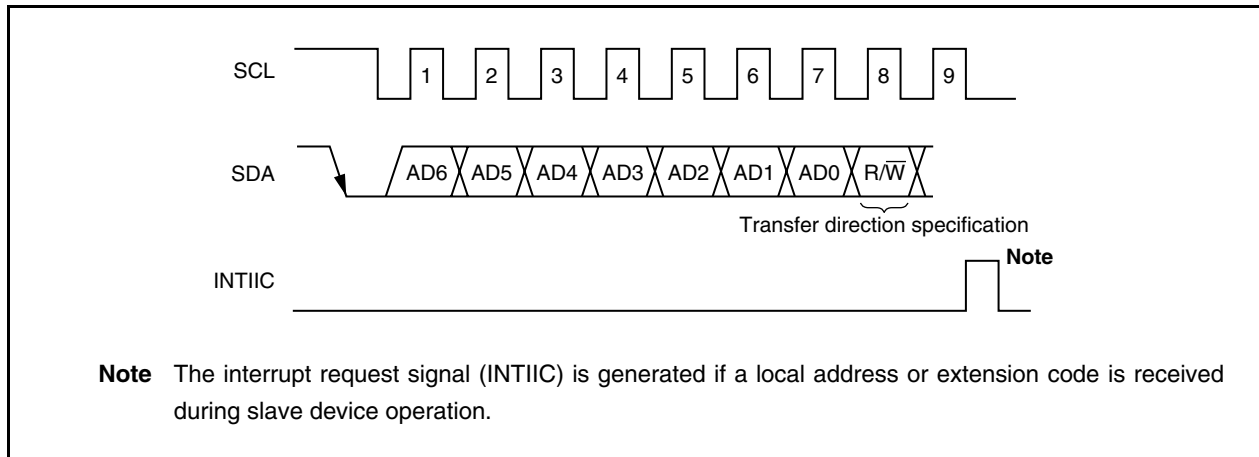 SCL 1 2 3 4 5 6 7 8 9
SDA AD6 AD5 AD4 AD3 AD2 AD1 AD0 R/W̅
Transfer direction specification
Note
INTIIC
Note The interrupt request signal (INTIIC) is generated if a local address or extension code is received
during slave device operation.